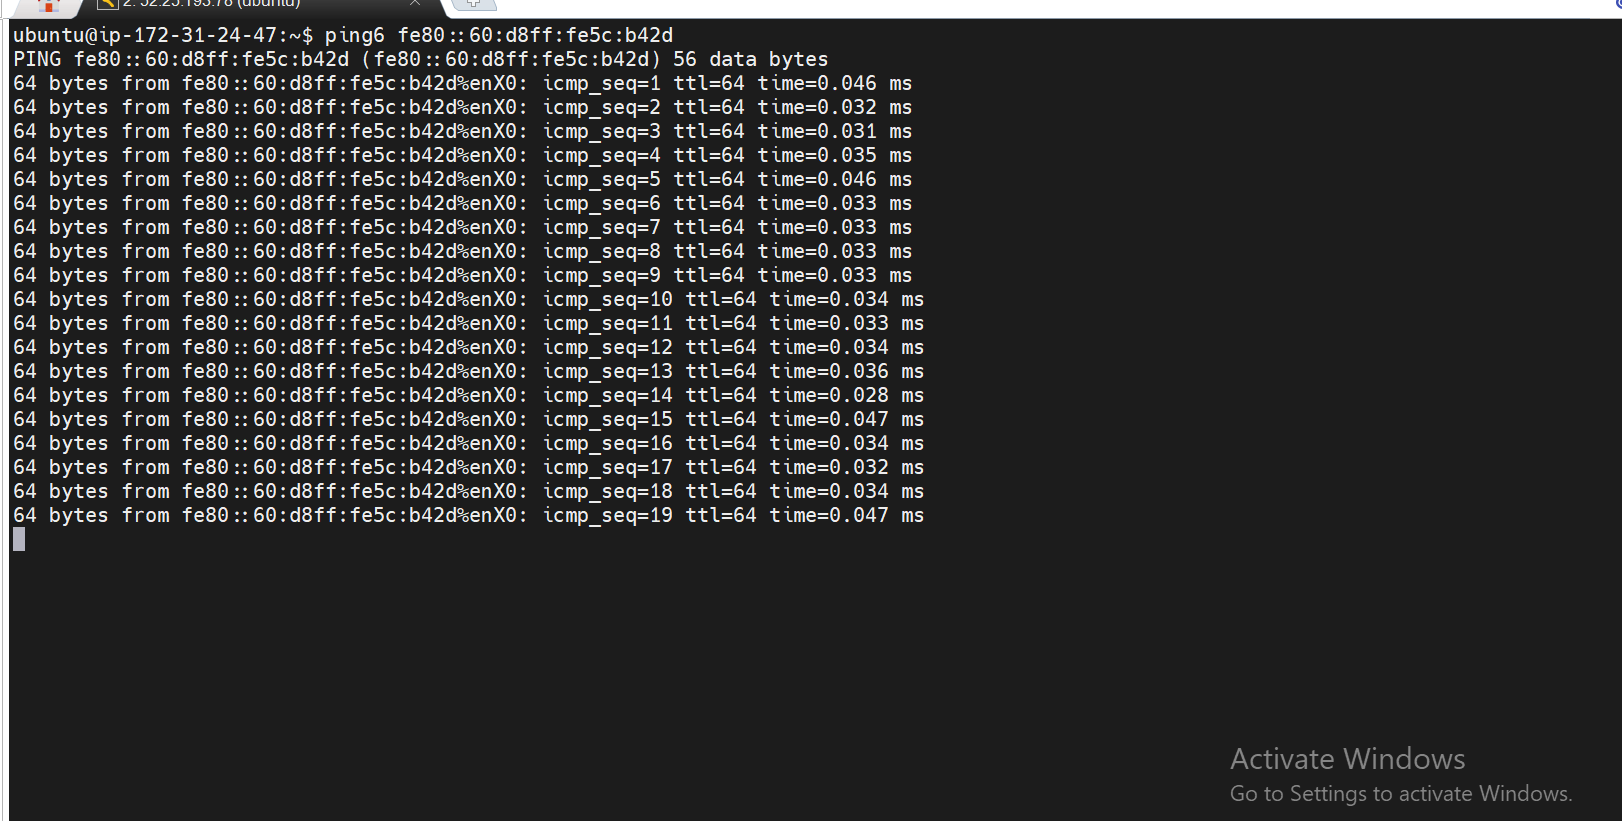 2. 52.25.193.78 (ubuntu)
ubuntu@ip-172-31-24-47:~$ ping6 fe80::60:d8ff:fe5c:b42d
PING fe80::60:d8ff:fe5c:b42d (fe80::60:d8ff:fe5c:b42d) 56 data bytes
64 bytes from fe80::60:d8ff:fe5c:b42d%enX0: icmp_seq=1 ttl=64 time=0.046 ms
64 bytes from fe80::60:d8ff:fe5c:b42d%enX0: icmp_seq=2 ttl=64 time=0.032 ms
64 bytes from fe80::60:d8ff:fe5c:b42d%enX0: icmp_seq=3 ttl=64 time=0.031 ms
64 bytes from fe80::60:d8ff:fe5c:b42d%enX0: icmp_seq=4 ttl=64 time=0.035 ms
64 bytes from fe80::60:d8ff:fe5c:b42d%enX0: icmp_seq=5 ttl=64 time=0.046 ms
64 bytes from fe80::60:d8ff:fe5c:b42d%enX0: icmp_seq=6 ttl=64 time=0.033 ms
64 bytes from fe80::60:d8ff:fe5c:b42d%enX0: icmp_seq=7 ttl=64 time=0.033 ms
64 bytes from fe80::60:d8ff:fe5c:b42d%enX0: icmp_seq=8 ttl=64 time=0.033 ms
64 bytes from fe80::60:d8ff:fe5c:b42d%enX0: icmp_seq=9 ttl=64 time=0.033 ms
64 bytes from fe80::60:d8ff:fe5c:b42d%enX0: icmp_seq=10 ttl=64 time=0.034 ms
64 bytes from fe80::60:d8ff:fe5c:b42d%enX0: icmp_seq=11 ttl=64 time=0.033 ms
64 bytes from fe80::60:d8ff:fe5c:b42d%enX0: icmp_seq=12 ttl=64 time=0.034 ms
64 bytes from fe80::60:d8ff:fe5c:b42d%enX0: icmp_seq=13 ttl=64 time=0.036 ms
64 bytes from fe80::60:d8ff:fe5c:b42d%enX0: icmp_seq=14 ttl=64 time=0.028 ms
64 bytes from fe80::60:d8ff:fe5c:b42d%enX0: icmp_seq=15 ttl=64 time=0.047 ms
64 bytes from fe80::60:d8ff:fe5c:b42d%enX0: icmp_seq=16 ttl=64 time=0.034 ms
64 bytes from fe80::60:d8ff:fe5c:b42d%enX0: icmp_seq=17 ttl=64 time=0.032 ms
64 bytes from fe80::60:d8ff:fe5c:b42d%enX0: icmp_seq=18 ttl=64 time=0.034 ms
64 bytes from fe80::60:d8ff:fe5c:b42d%enX0: icmp_seq=19 ttl=64 time=0.047 ms
Activate Windows
Go to Settings to activate Windows.